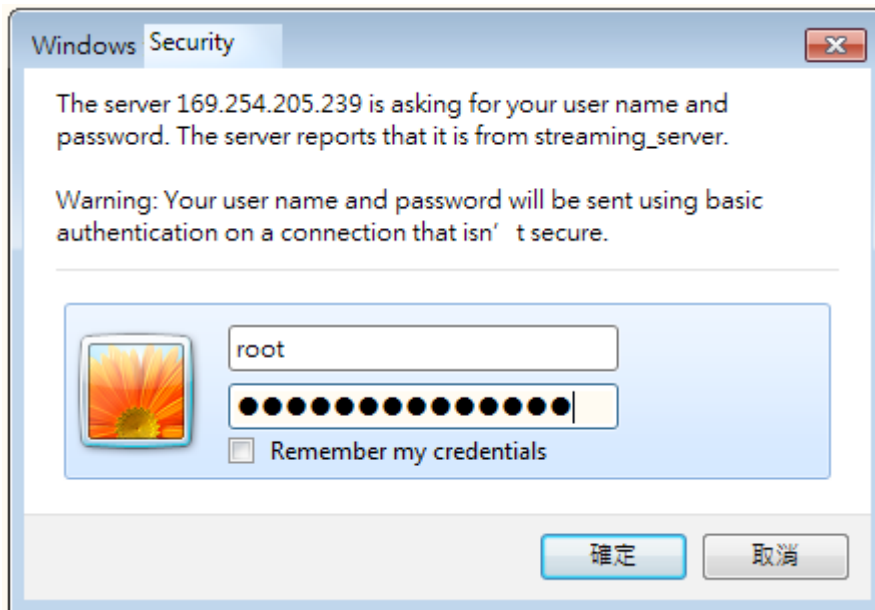 Windows Security
The server 169.254.205.239 is asking for your user name and
password. The server reports that it is from streaming_server.
Warning: Your user name and password will be sent using basic
authentication on a connection that isn’ t secure.
root
●●●●●●●●●●●●●●
Remember my credentials
確定
取消